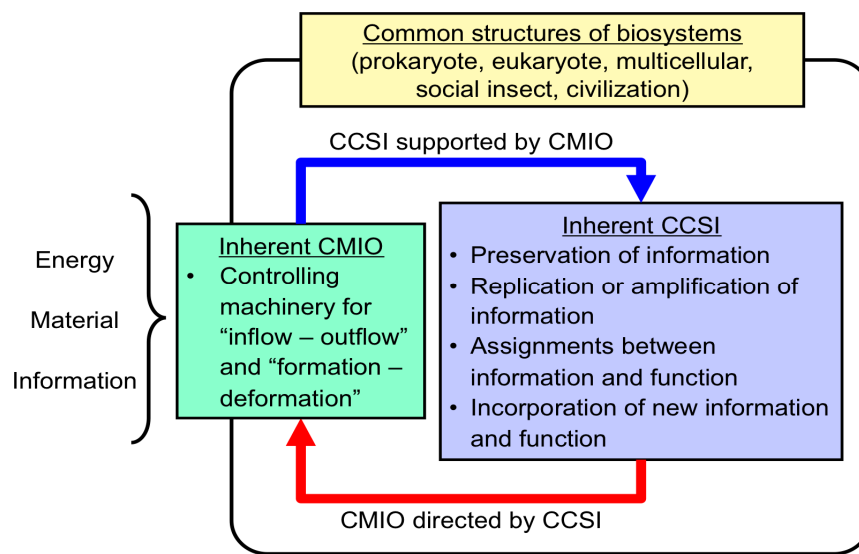 Common structures of biosystems
(prokaryote, eukaryote, multicellular,
social insect, civilization)
CCSI supported by CMIO
Energy
Material
Information
Inherent CMIO
• Controlling
machinery for
“inflow – outflow”
and “formation –
deformation”
Inherent CCSI
• Preservation of information
• Replication or amplification of
information
• Assignments between
information and function
• Incorporation of new information
and function
CMIO directed by CCSI